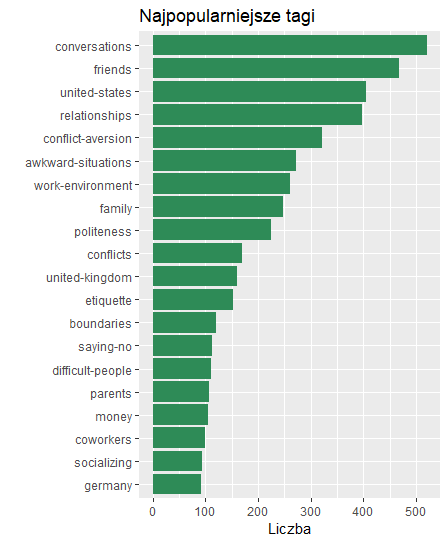 Najpopularniejsze tagi
conversations
friends
united-states
relationships
conflict-aversion
awkward-situations
work-environment
family
politeness
conflicts
united-kingdom
etiquette
boundaries
saying-no
difficult-people
parents
money
coworkers
socializing
germany
0 100 200 300 400 500
Liczba